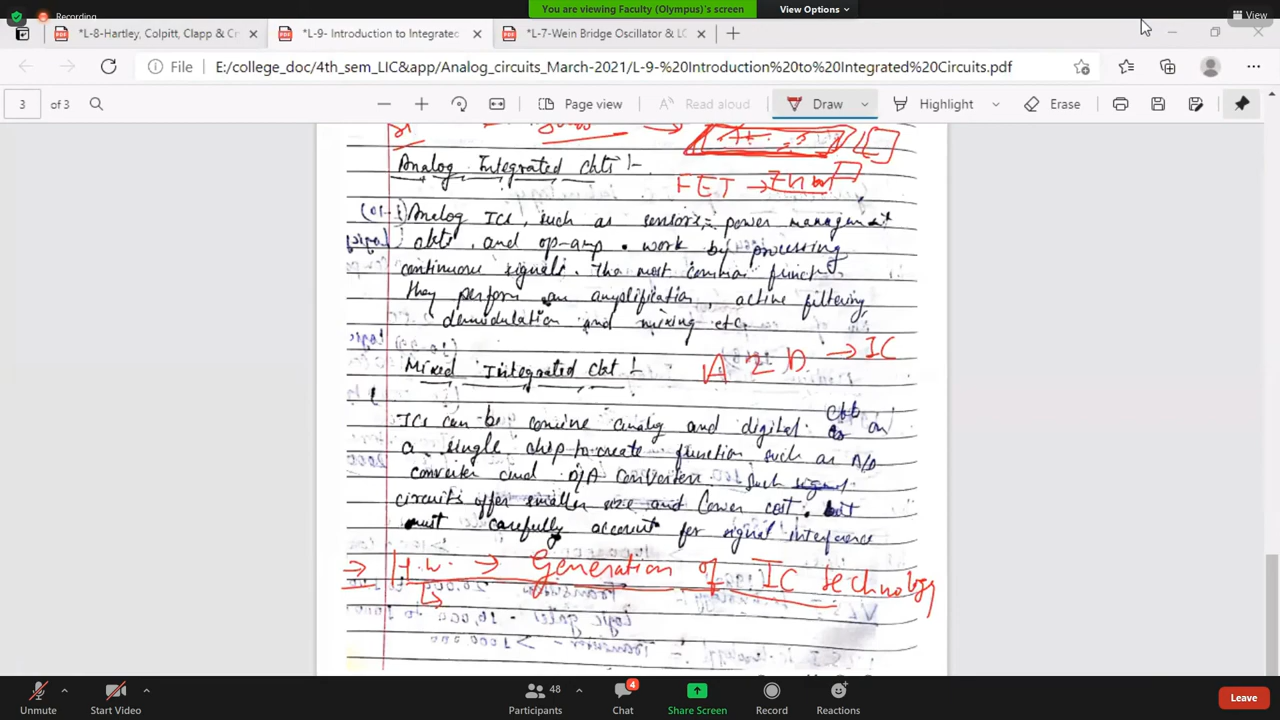 Recording
You are viewing Faculty (Olympus)'s screen
View Options
View
*L-8-Hartley, Colpitt, Clapp & Cr
*L-9- Introduction to Integrated
*L-7-Wein Bridge Oscillator & LC
File
E:/college_doc/4th_sem_LIC&app/Analog_circuits_March-2021/L-9-%20Introduction%20to%20Integrated%20Circuits.pdf
3 of 3
Page view
Read aloud
Draw
Highlight
Erase
Analog Integrated Ckts :-
FET →
Analog ICs, such as sensors, power management
ckts, and op-amp. work by processing
continuous signals. The most common funct
they perform an amplification, active filtering,
demodulation and mixing etc.
A 2 D. → IC
Mixed Integrated Ckt :-
ICs can be comine analog and digital ckts on
a single chip to create function such as A/D
converter and D/A converters. Such
circuits offer smaller size and lower cost. but
must carefully account for signal interference
⇒ H.W. → Generation of IC technology
Unmute
Start Video
48
Participants
4
Chat
Share Screen
Record
Reactions
Leave